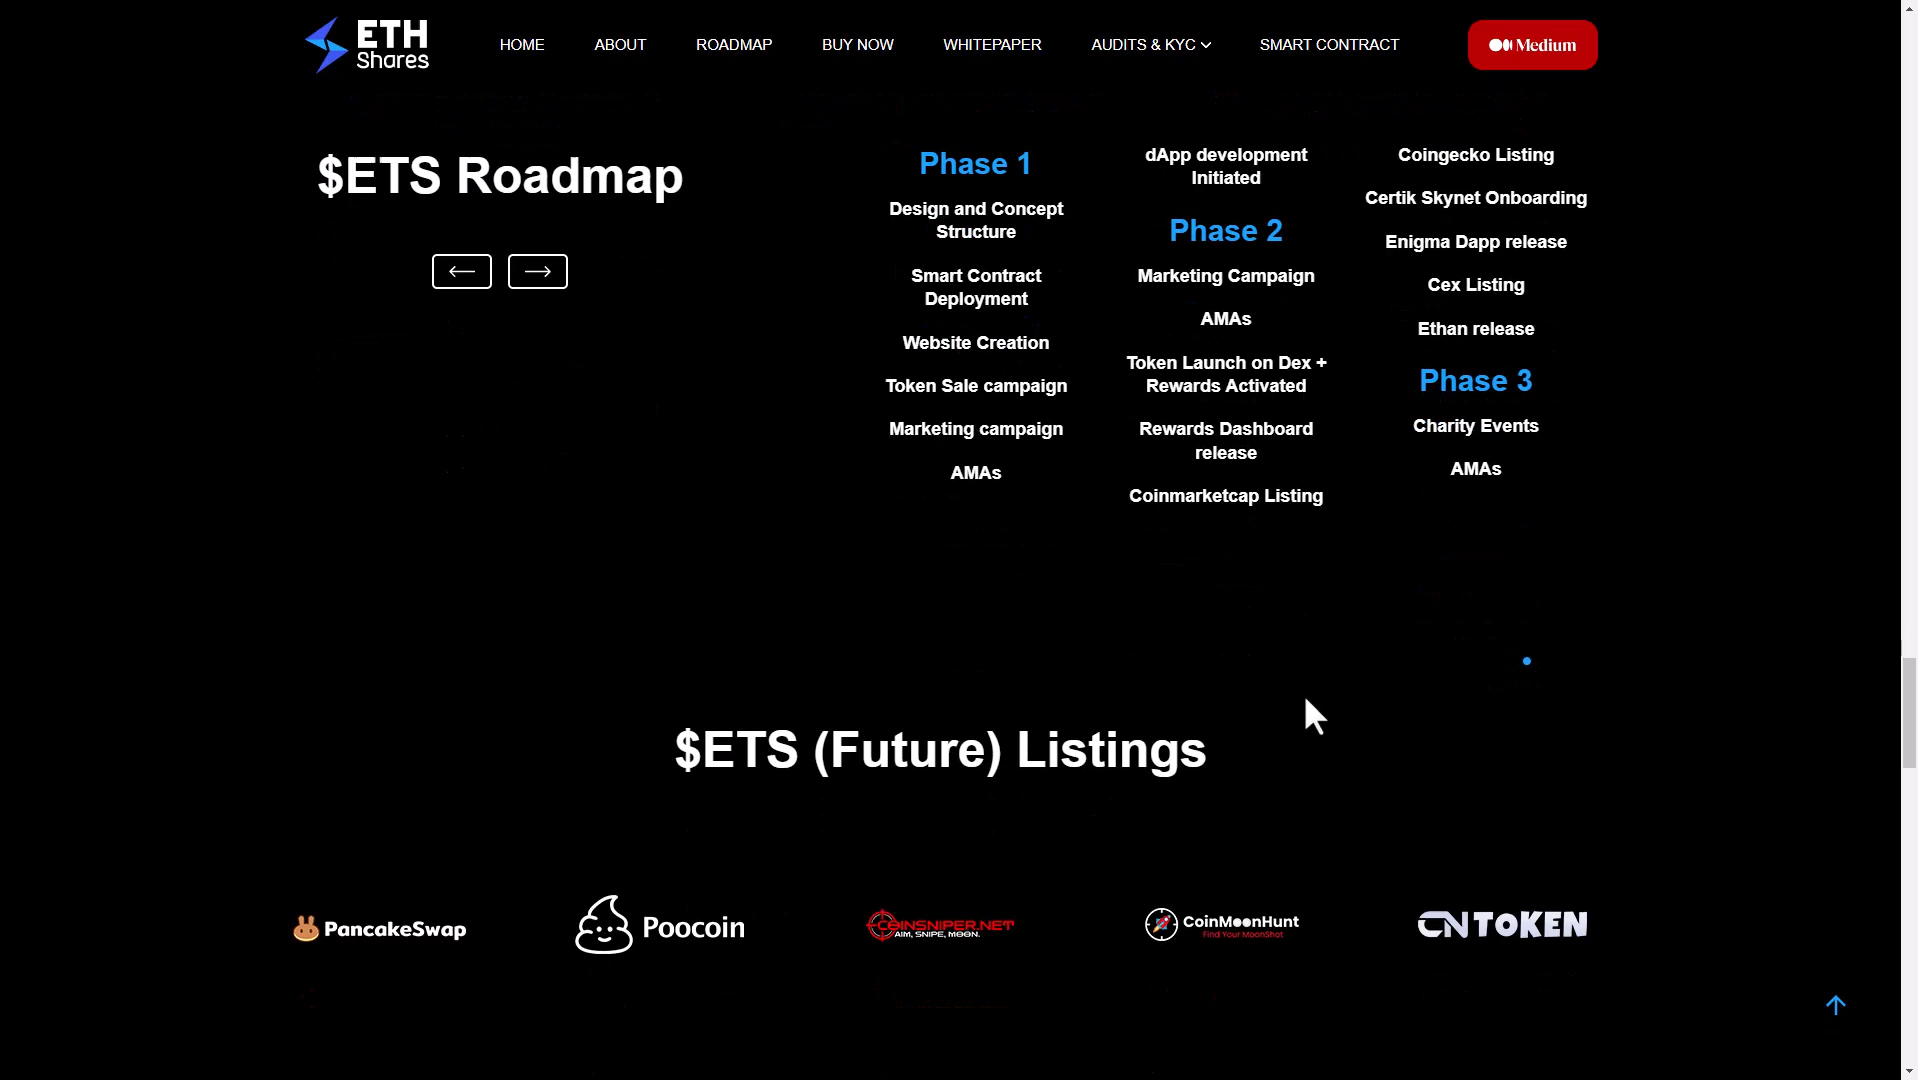 ETH
Shares
HOME
ABOUT
ROADMAP
BUY NOW
WHITEPAPER
AUDITS & KYC
SMART CONTRACT
Medium
$ETS Roadmap
Phase 1
Design and Concept
Structure
Smart Contract
Deployment
Website Creation
Token Sale campaign
Marketing campaign
AMAs
dApp development
Initiated
Phase 2
Marketing Campaign
AMAs
Token Launch on Dex +
Rewards Activated
Rewards Dashboard
release
Coinmarketcap Listing
Coingecko Listing
Certik Skynet Onboarding
Enigma Dapp release
Cex Listing
Ethan release
Phase 3
Charity Events
AMAs
$ETS (Future) Listings
PancakeSwap
Poocoin
COINSNIPER.NET
AIM, SNIPE, MOON.
CoinMoonHunt
Find Your MoonShot
CNTOKEN